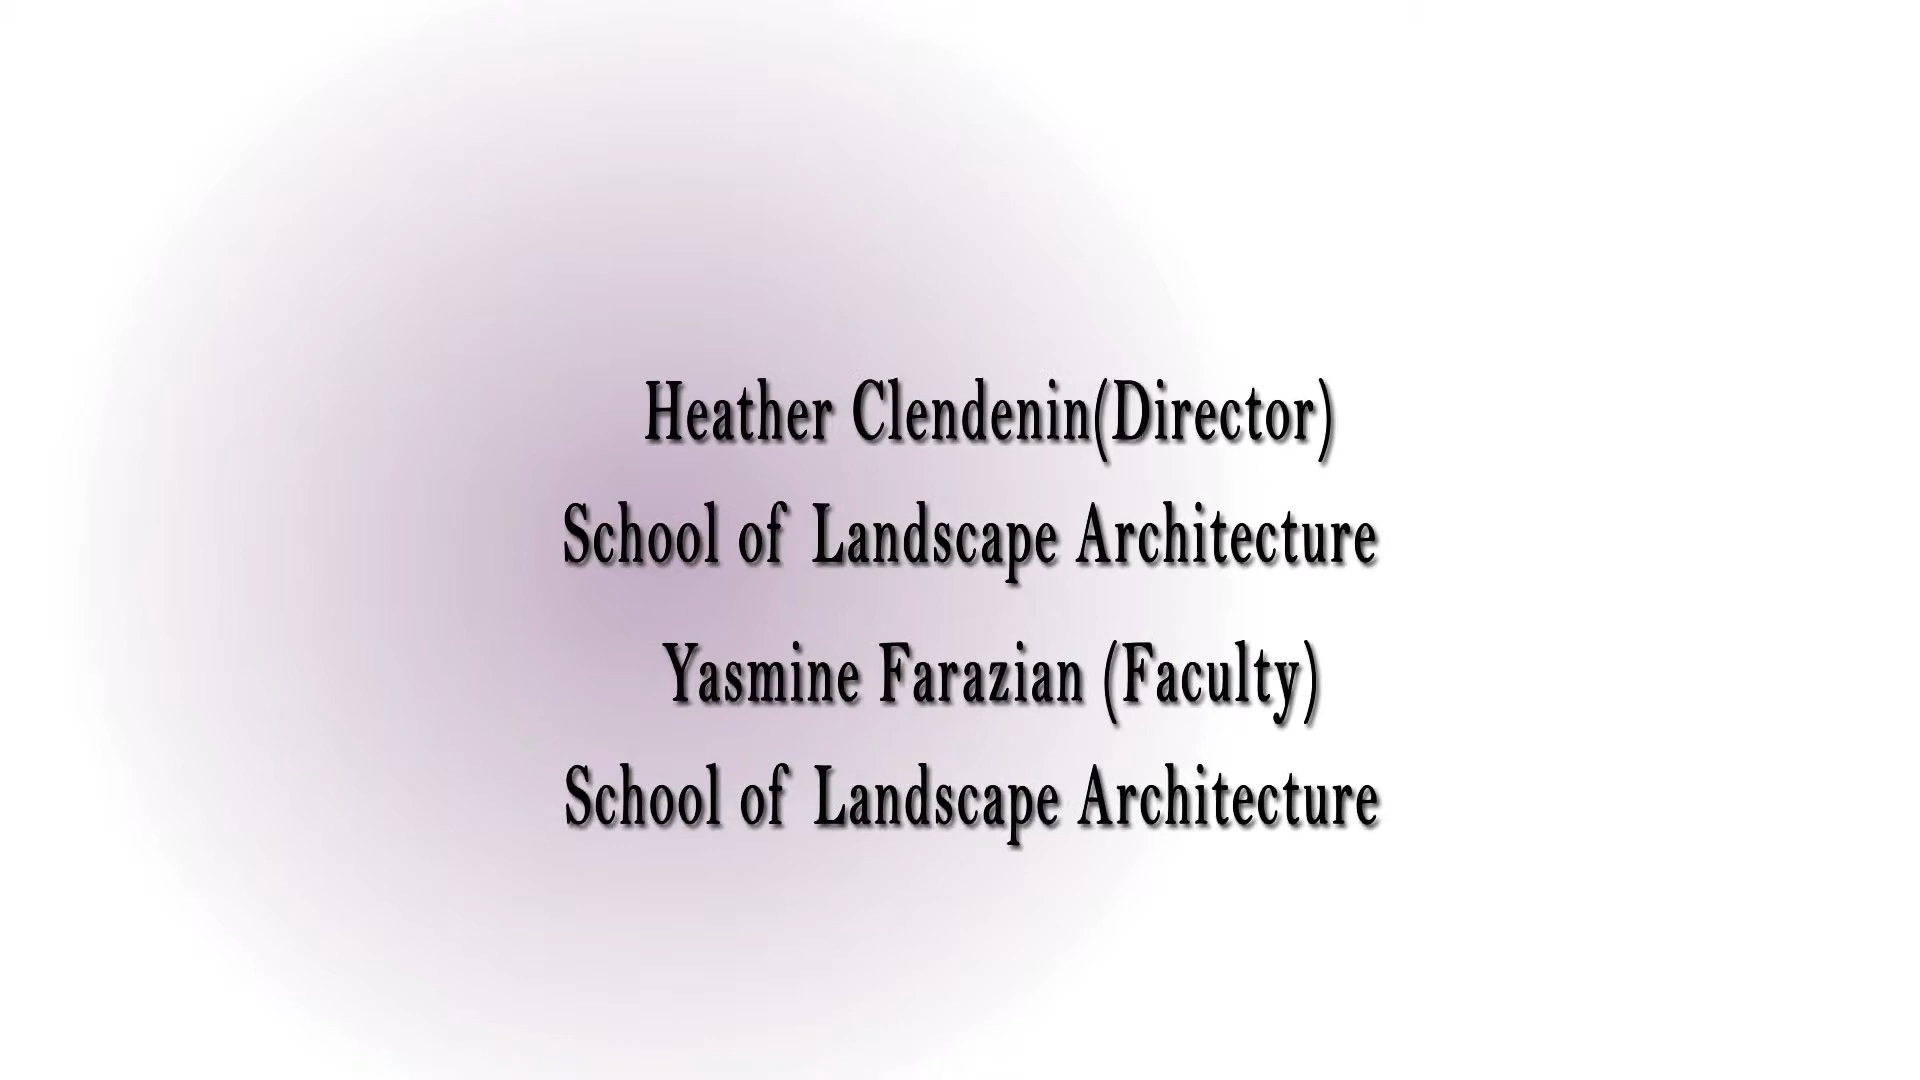 Heather Clendenin(Director)
School of Landscape Architecture
Yasmine Farazian (Faculty)
School of Landscape Architecture